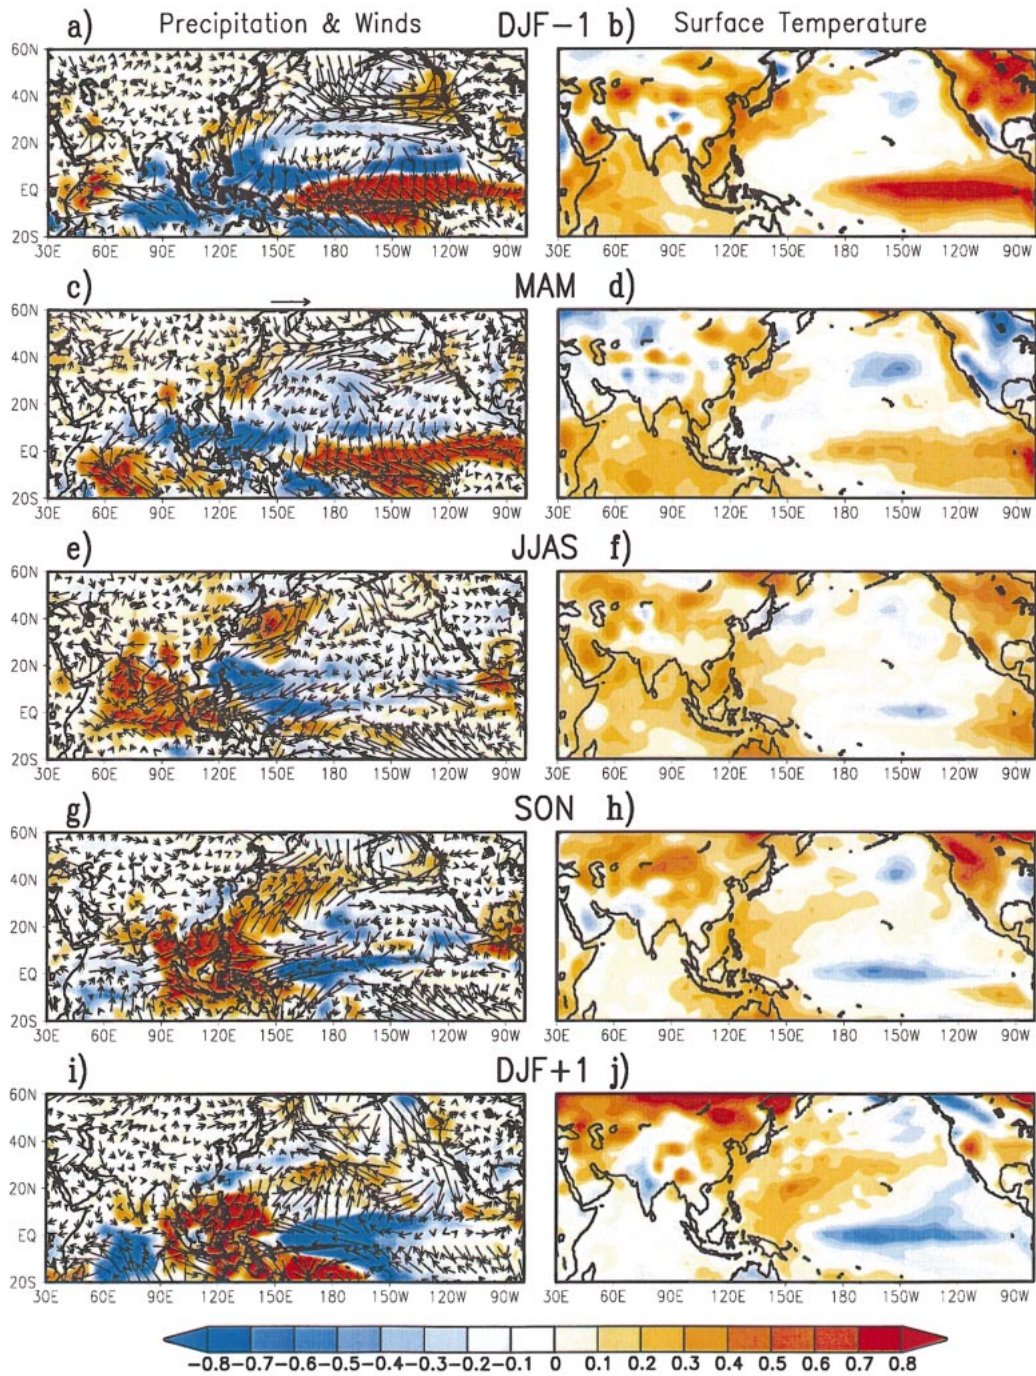 a) Precipitation & Winds DJF-1 b) Surface Temperature
60N
40N
20N
EQ
20S
30E 60E 90E 120E 150E 180 150W 120W 90W 30E 60E 90E 120E 150E 180 150W 120W 90W
c) MAM d)
60N
40N
20N
EQ
20S
30E 60E 90E 120E 150E 180 150W 120W 90W 30E 60E 90E 120E 150E 180 150W 120W 90W
e) JJAS f)
60N
40N
20N
EQ
20S
30E 60E 90E 120E 150E 180 150W 120W 90W 30E 60E 90E 120E 150E 180 150W 120W 90W
g) SON h)
60N
40N
20N
EQ
20S
30E 60E 90E 120E 150E 180 150W 120W 90W 30E 60E 90E 120E 150E 180 150W 120W 90W
i) DJF+1 j)
60N
40N
20N
EQ
20S
30E 60E 90E 120E 150E 180 150W 120W 90W 30E 60E 90E 120E 150E 180 150W 120W 90W
-0.8 -0.7 -0.6 -0.5 -0.4 -0.3 -0.2 -0.1 0 0.1 0.2 0.3 0.4 0.5 0.6 0.7 0.8